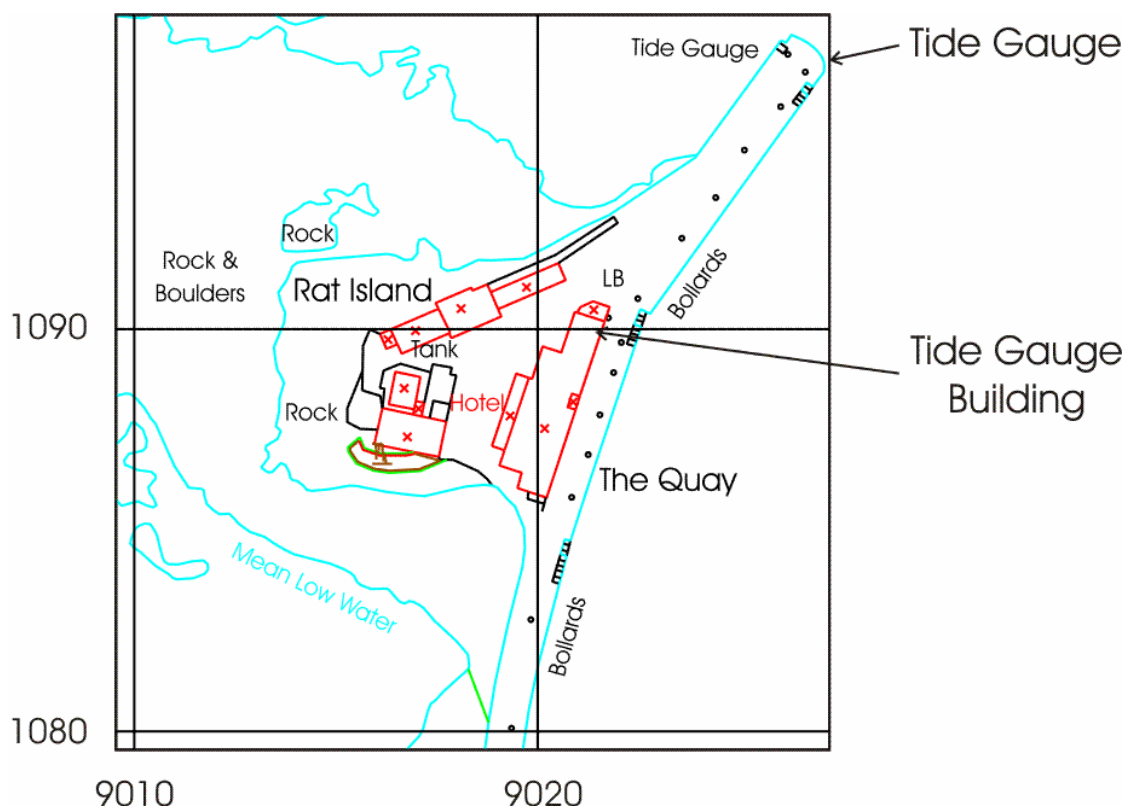 Tide Gauge
Tide Gauge
Rock
Rock &
Boulders
Rat Island
LB
Bollards
1090
Tank
Tide Gauge
Building
Rock
Hotel
The Quay
Mean Low Water
Bollards
1080
9010
9020